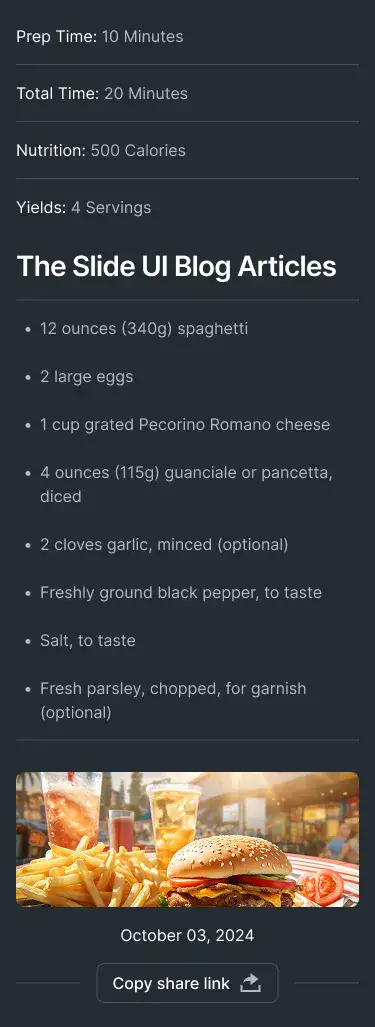 Prep Time: 10 Minutes
Total Time: 20 Minutes
Nutrition: 500 Calories
Yields: 4 Servings
The Slide UI Blog Articles
• 12 ounces (340g) spaghetti
• 2 large eggs
• 1 cup grated Pecorino Romano cheese
• 4 ounces (115g) guanciale or pancetta,
diced
• 2 cloves garlic, minced (optional)
• Freshly ground black pepper, to taste
• Salt, to taste
• Fresh parsley, chopped, for garnish
(optional)
October 03, 2024
Copy share link